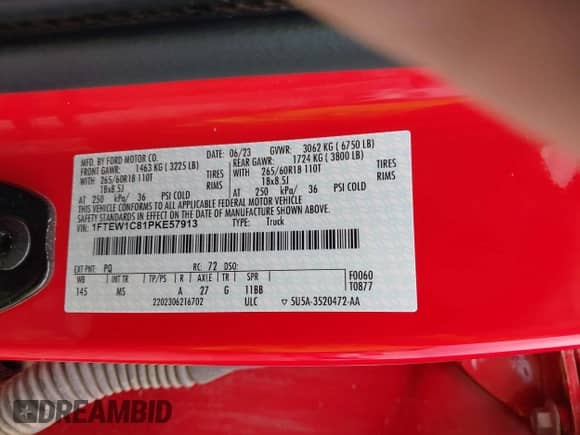 MFD. BY FORD MOTOR CO.
DATE: 06/23 GVWR: 3062 KG ( 6750 LB)
FRONT GAWR: 1463 KG ( 3225 LB) REAR GAWR: 1724 KG ( 3800 LB)
WITH 265/60R18 110T TIRES WITH 265/60R18 110T TIRES
18x8.5J RIMS 18x8.5J RIMS
AT 250 kPa/ 36 PSI COLD AT 250 kPa/ 36 PSI COLD
THIS VEHICLE CONFORMS TO ALL APPLICABLE FEDERAL MOTOR VEHICLE
SAFETY AND THEFT PREVENTION STANDARDS IN EFFECT ON THE DATE OF MANUFACTURE SHOWN ABOVE.
VIN: 1FTEW1C81PKE57913 TYPE: Truck
EXT PNT: PQ RC: 72 DSO:
WB INT TR TP/PS R AXLE TR SPR F0060
145 MS A 27 G 11BB T0877
2202306216702 ULC 5U5A-3520472-AA
DREAMBID